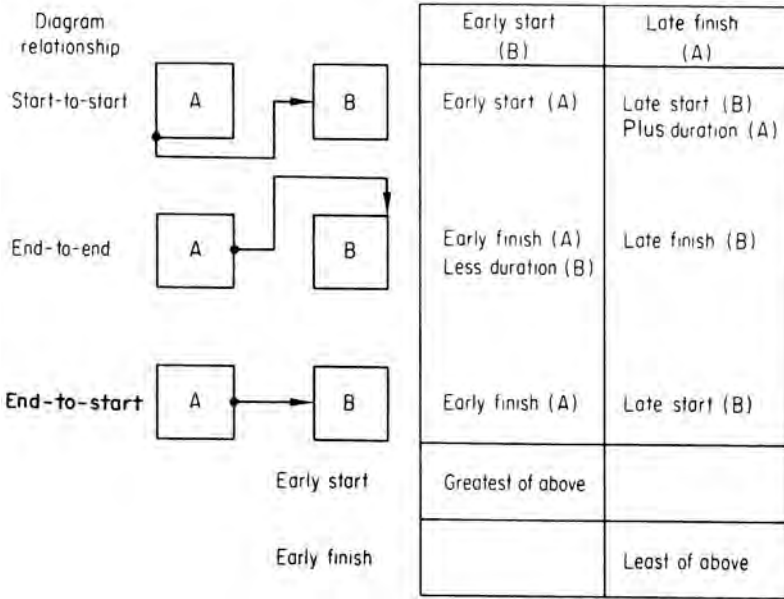 Diagram
relationship
Early start
(B)
Late finish
(A)
Start-to-start
A
B
Early start (A)
Late start (B)
Plus duration (A)
End-to-end
A
B
Early finish (A)
Less duration (B)
Late finish (B)
End-to-start
A
B
Early finish (A)
Late start (B)
Early start
Greatest of above
Early finish
Least of above